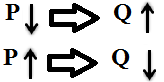 P↓ ⇨ Q↑
P↑ ⇨ Q↓